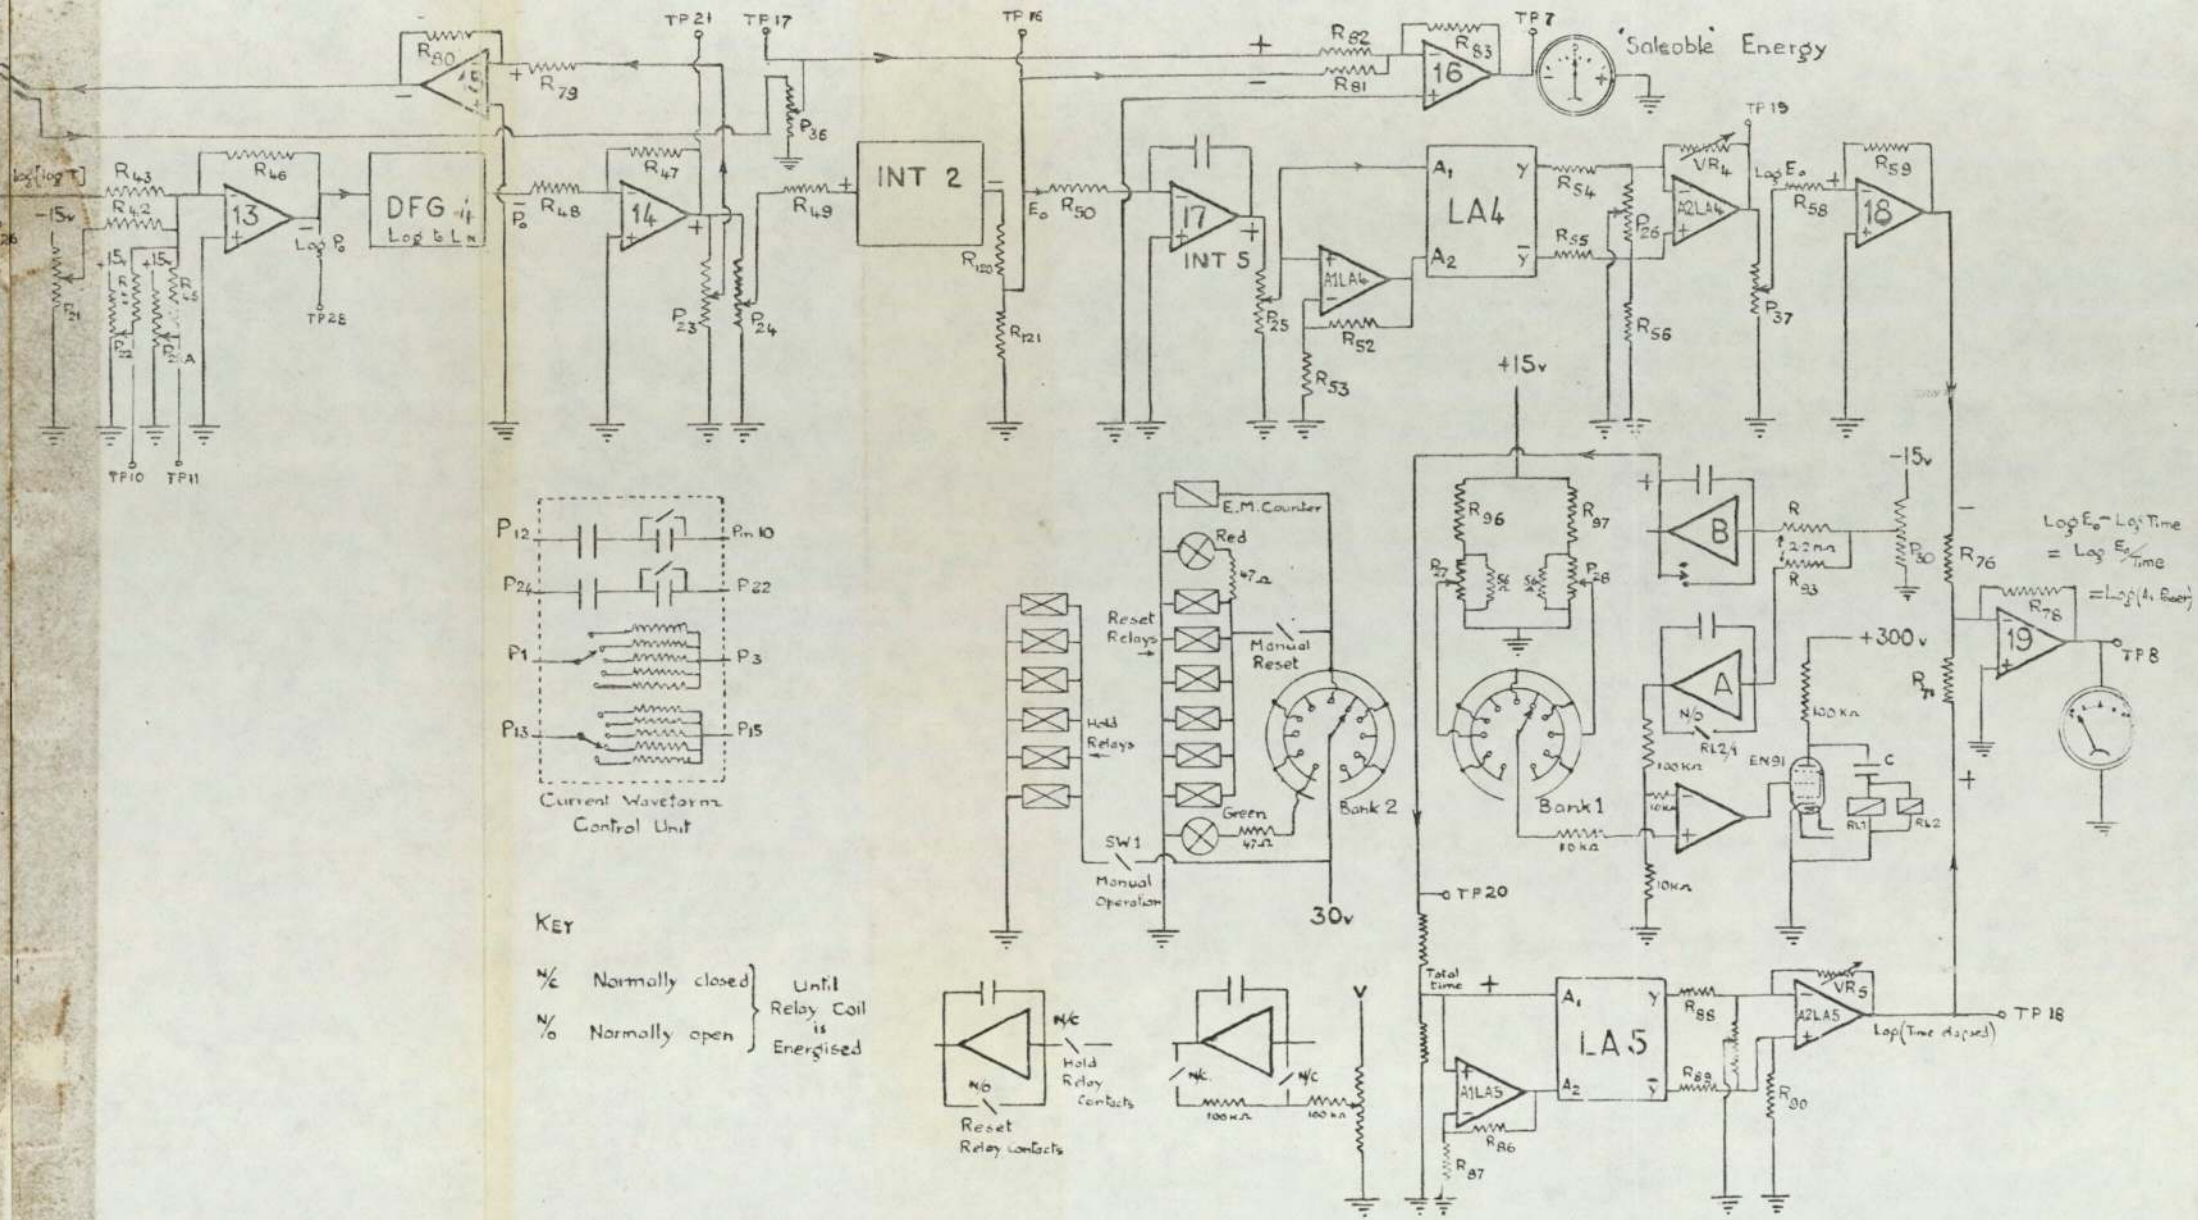 TP21
TP17
TP16
TP7
'Saleable' Energy
R80
R79
P36
+
−
R82
R81
R83
16
− +
TP19
R43
R42
-15v
R46
13
Log P₀
TP28
+15v
+15v
TP10
TP11
DFG 4
Log to Ln
P̄₀
R48
R47
14
P23
P24
R49
INT 2
R120
R121
E₀
R50
17
INT 5
P25
A1LA4
R52
R53
A₁
A₂
LA4
y
ȳ
R54
R55
P26
R56
VR4
A2LA4
Log E₀
R58
P37
R59
18
P12
Pin 10
P24
P22
P1
P3
P13
P15
Current Waveform
Control Unit
E.M. Counter
Red
47Ω
Reset
Relays
Manual
Reset
Hold
Relays
Green
47Ω
Bank 2
SW1
Manual
Operation
30v
+15v
R96
R97
P27
P28
Bank 1
10kΩ
B
R
2.2mΩ
R93
-15v
P30
A
N/O
RL2/1
100kΩ
10kΩ
10kΩ
+300v
100kΩ
EN91
C
RL1
RL2
R76
R78
19
TP8
Log E₀ - Log Time
= Log E₀/Time
= Log (Av. Power)
TP20
KEY
N/C Normally closed
N/O Normally open
Until
Relay Coil
is
Energised
N/C
Hold
Relay
Contacts
N/O
Reset
Relay Contacts
N/C
N/C
100kΩ
100kΩ
V
Total
time
+
A₁
A₂
LA5
y
ȳ
A1LA5
R86
R87
R88
R89
VR5
A2LA5
R90
Log (Time elapsed)
TP18